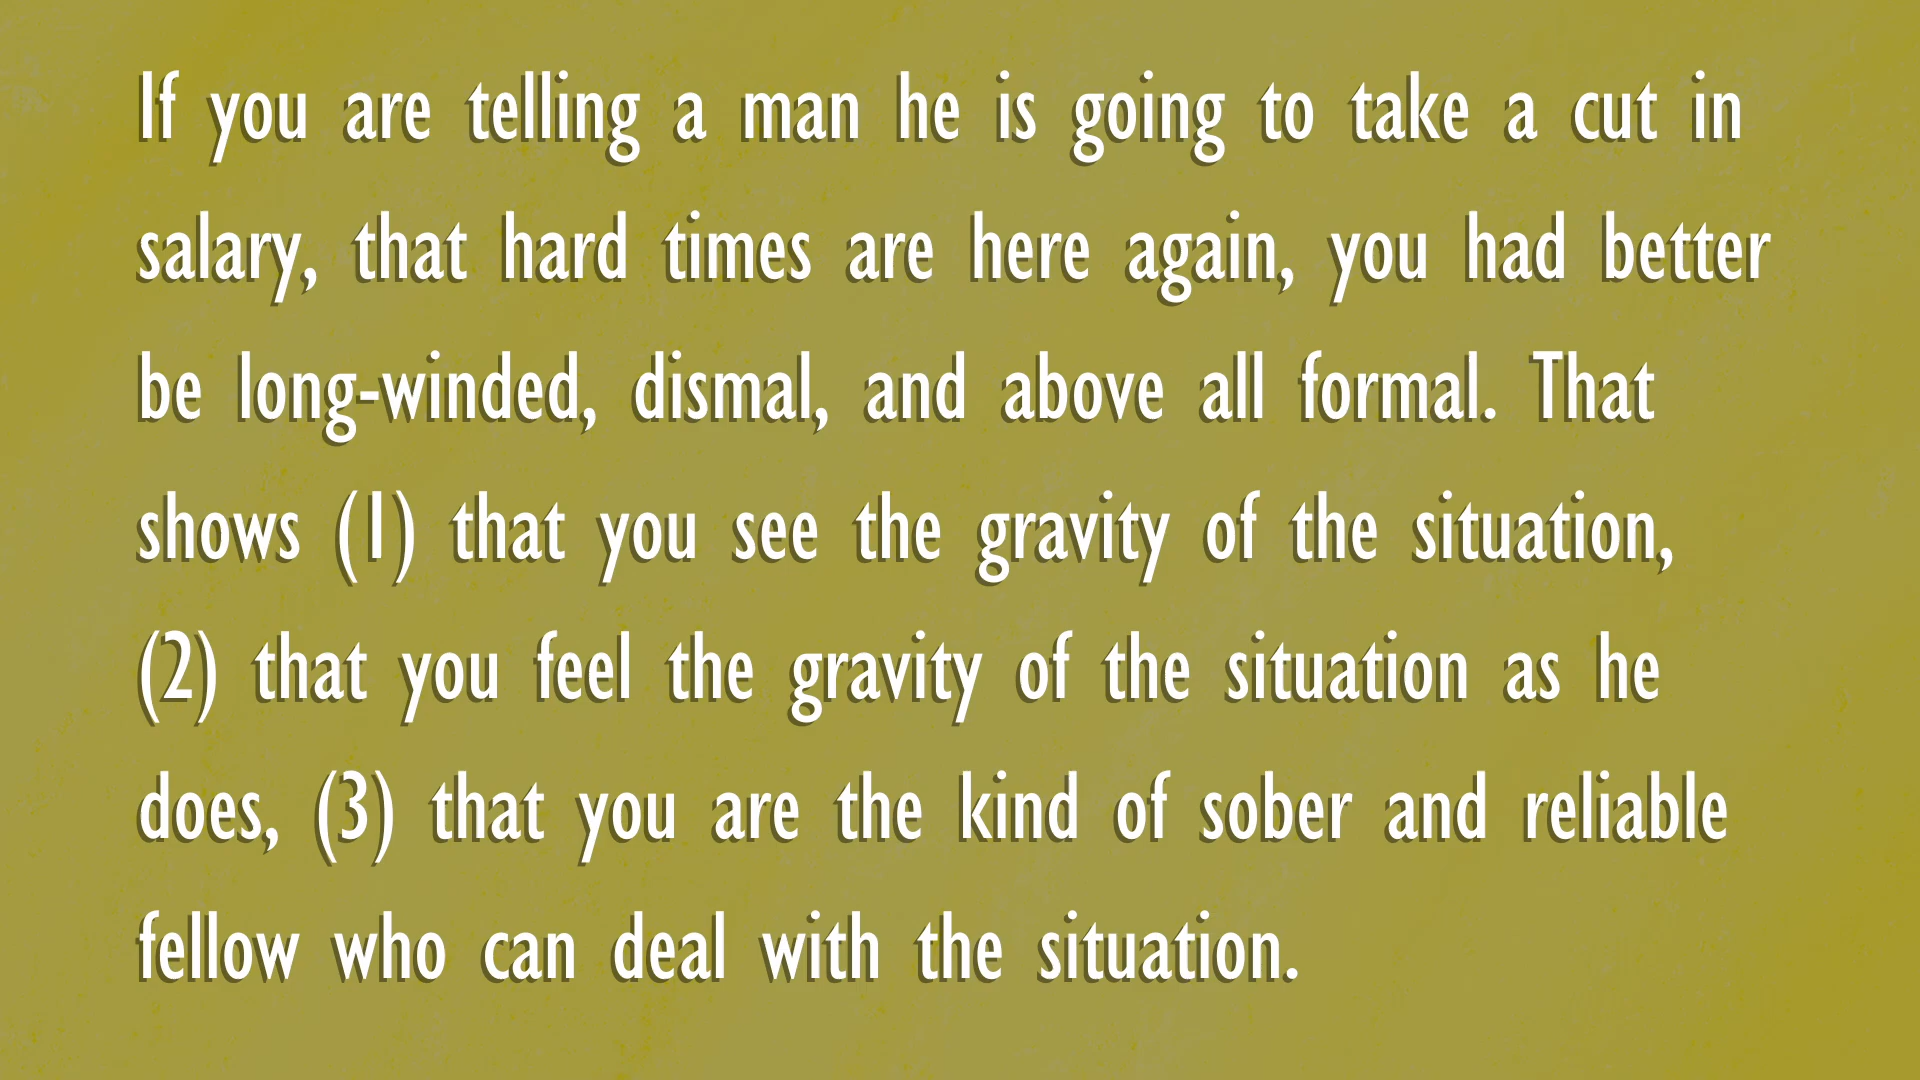 If you are telling a man he is going to take a cut in
salary, that hard times are here again, you had better
be long-winded, dismal, and above all formal. That
shows (1) that you see the gravity of the situation,
(2) that you feel the gravity of the situation as he
does, (3) that you are the kind of sober and reliable
fellow who can deal with the situation.